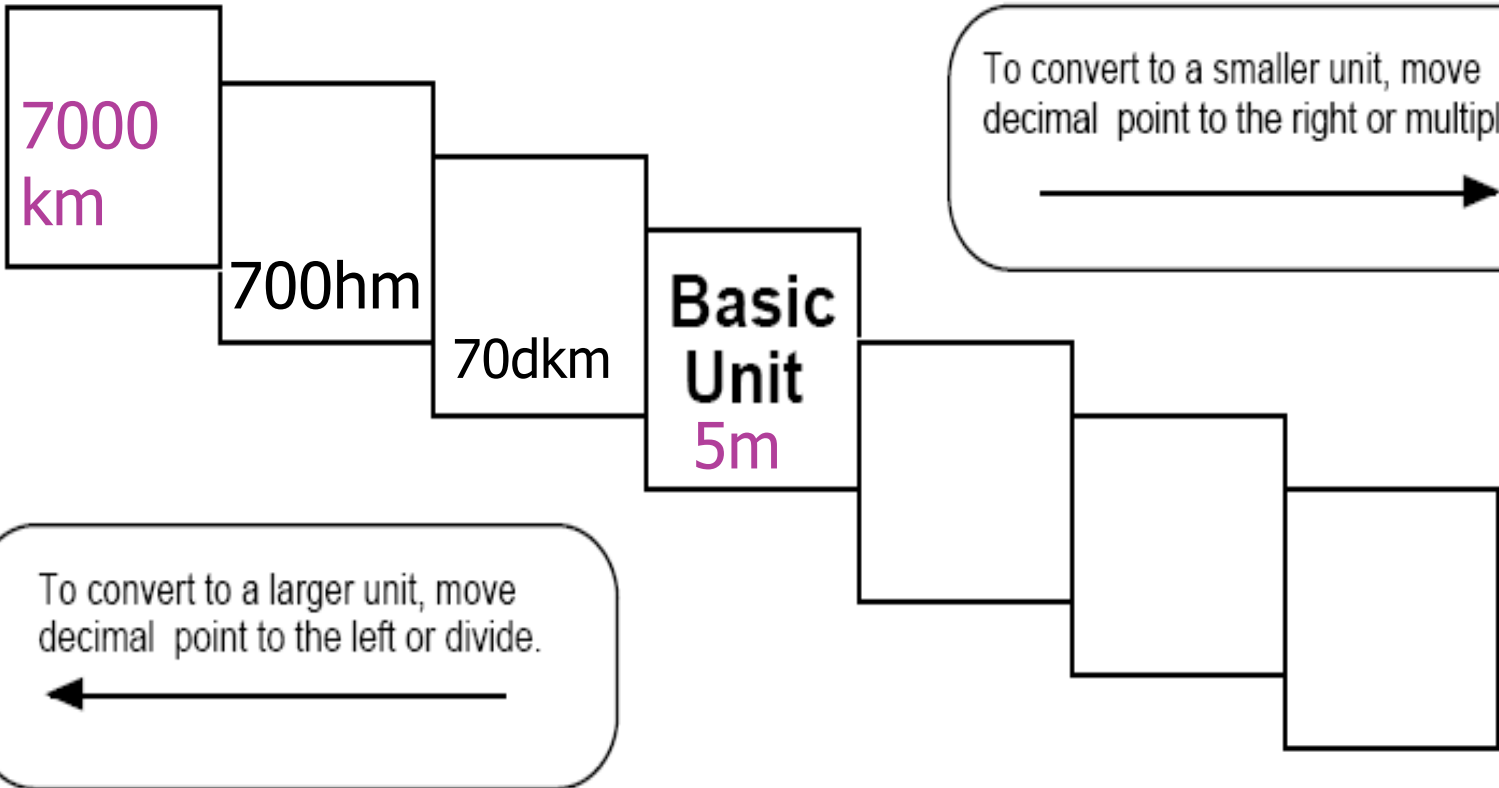 7000
km
700hm
70dkm
Basic
Unit
5m
To convert to a smaller unit, move
decimal point to the right or multipl
To convert to a larger unit, move
decimal point to the left or divide.